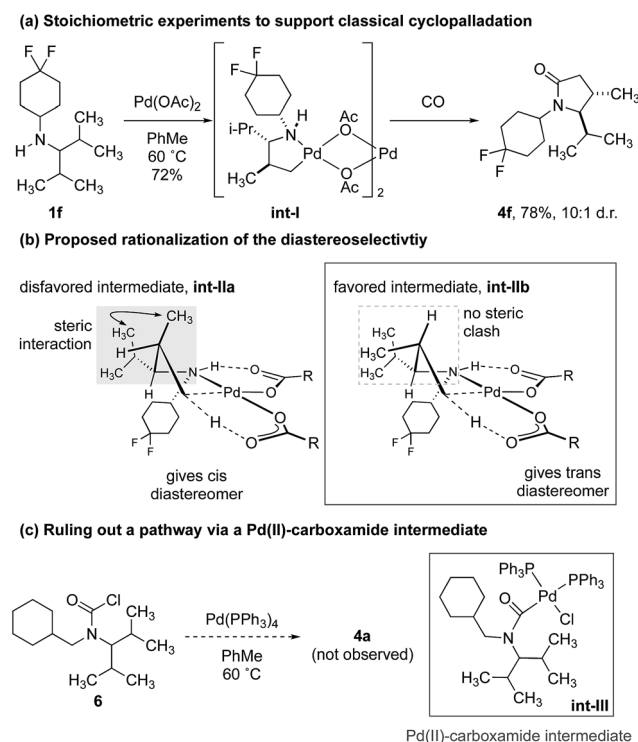 (a) Stoichiometric experiments to support classical cyclopalladation
F F
N
H
CH₃
CH₃
H₃C CH₃
1f
Pd(OAc)₂
PhMe
60 ˚C
72%
F F
i-Pr
N H
H₃C
Pd
Ac
O
O
Ac
Pd
2
int-I
CO
O
N
CH₃
CH₃
H₃C
F
F
4f, 78%, 10:1 d.r.
(b) Proposed rationalization of the diastereoselectivtiy
disfavored intermediate, int-IIa
steric
interaction
CH₃
H₃C
H
H₃C
H
N H O R
Pd O
H O
O R
F F
gives cis
diastereomer
favored intermediate, int-IIb
no steric
clash
H
H₃C
H₃C
H₃C
H
N H O R
Pd O
H O
O R
F F
gives trans
diastereomer
(c) Ruling out a pathway via a Pd(II)-carboxamide intermediate
O Cl
N
CH₃
CH₃
H₃C CH₃
6
Pd(PPh₃)₄
PhMe
60 ˚C
4a
(not observed)
Ph₃P
PPh₃
Pd
O
Cl
N
CH₃
CH₃
H₃C
CH₃
int-III
Pd(II)-carboxamide intermediate